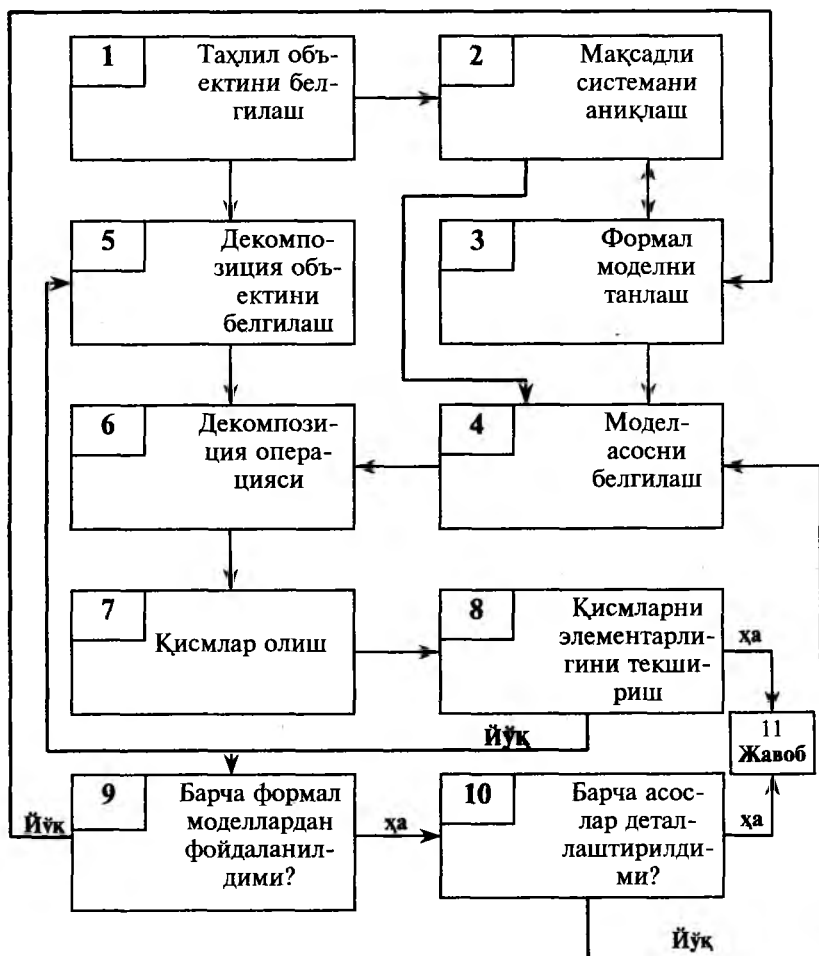 1
Таҳлил объ-
ектини бел-
гилаш
2
Мақсадли
системани
аниқлаш
5
Декомпо-
зиция объ-
ектини
белгилаш
3
Формал
моделни
танлаш
6
Декомпози-
ция опера-
цияси
4
Модел-
асосни
белгилаш
7
Қисмлар олиш
8
Қисмларни
элементарли-
гини текши-
риш
ҳа
Йўқ
11
Жавоб
9
Барча формал
моделлардан
фойдаланил-
дими?
Йўқ
ҳа
10
Барча асос-
лар детал-
лаштирилди-
ми?
ҳа
Йўқ